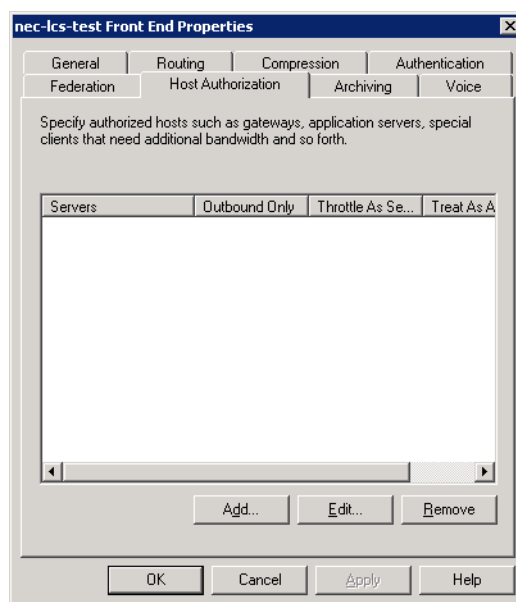 nec-lcs-test Front End Properties
General Routing Compression Authentication
Federation Host Authorization Archiving Voice
Specify authorized hosts such as gateways, application servers, special
clients that need additional bandwidth and so forth.
Servers Outbound Only Throttle As Se... Treat As A
Add... Edit... Remove
OK Cancel Apply Help